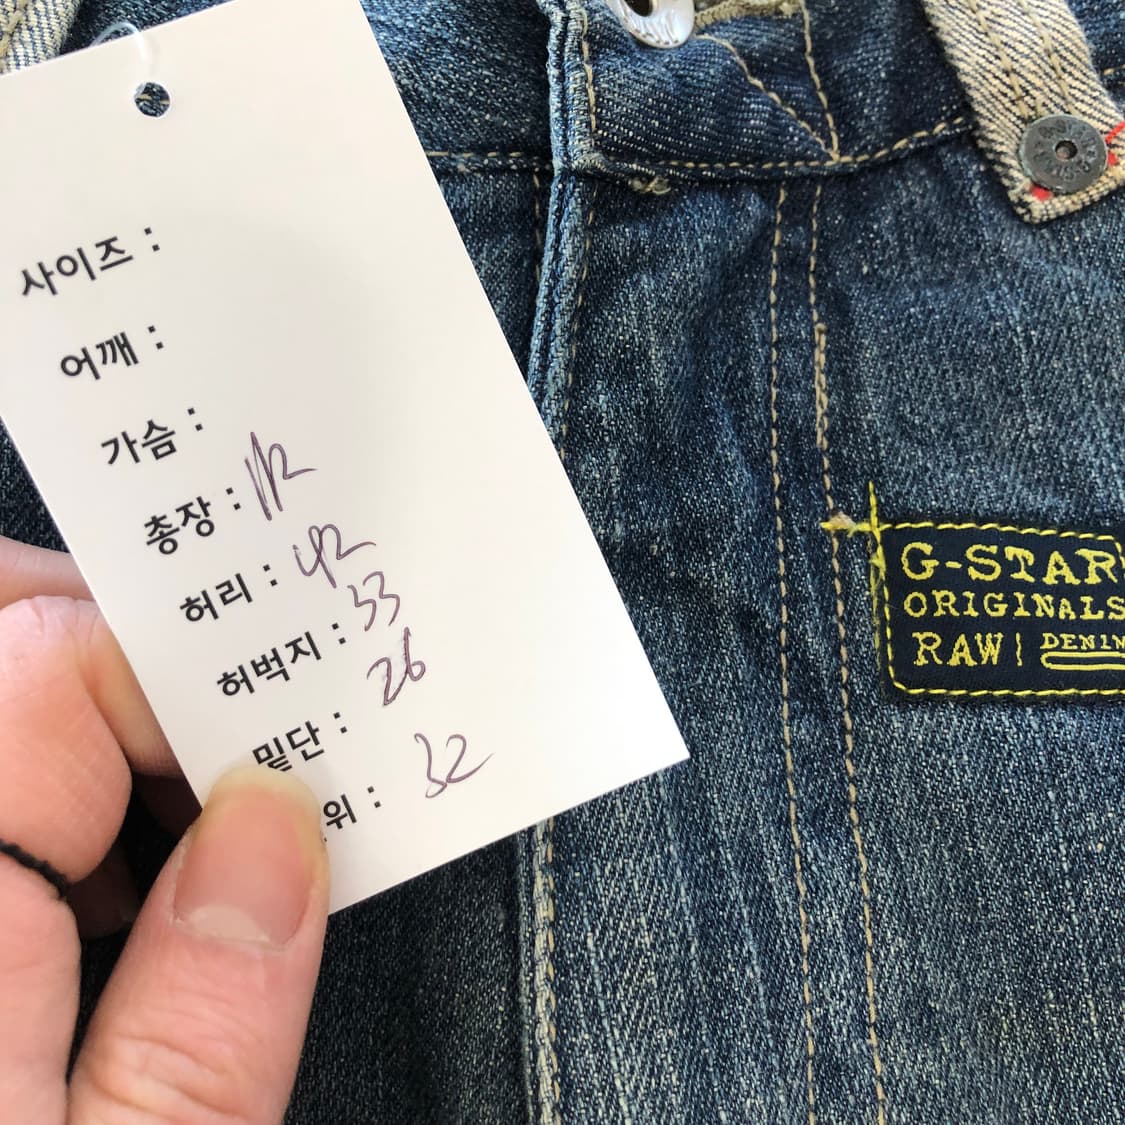 사이즈 :
어깨 :
가슴 :
총장 : 112
허리 : 42
허벅지 : 33
밑단 : 26
위 : 32
G-STAR
ORIGINALS
RAW | DENIM